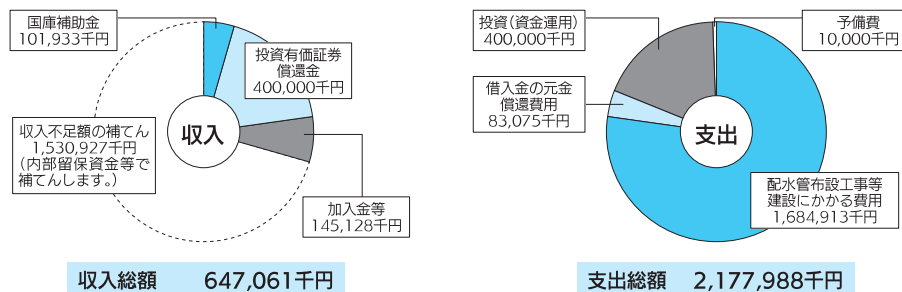 国庫補助金
101,933千円
投資有価証券
償還金
400,000千円
収入
収入不足額の補てん
1,530,927千円
(内部留保資金等で
補てんします。)
加入金等
145,128千円
収入総額 647,061千円
投資(資金運用)
400,000千円
予備費
10,000千円
借入金の元金
償還費用
83,075千円
支出
配水管布設工事等
建設にかかる費用
1,684,913千円
支出総額 2,177,988千円